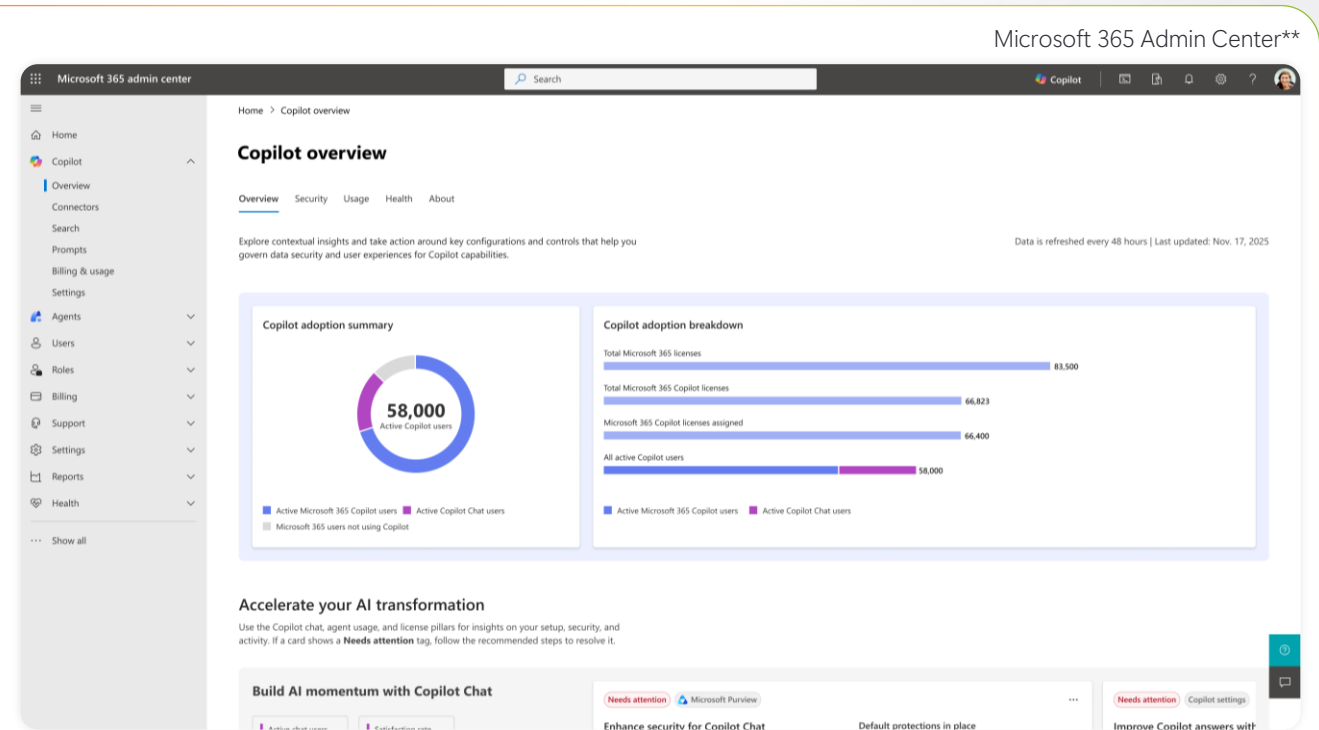 Microsoft 365 Admin Center**
Microsoft 365 admin center
Search
Copilot
?
Home
Copilot
Overview
Connectors
Search
Prompts
Billing & usage
Settings
Agents
Users
Roles
Billing
Support
Settings
Reports
Health
Show all
Home > Copilot overview
Copilot overview
Overview Security Usage Health About
Explore contextual insights and take action around key configurations and controls that help you
govern data security and user experiences for Copilot capabilities.
Data is refreshed every 48 hours | Last updated: Nov. 17, 2025
Copilot adoption summary
58,000
Active Copilot users
Active Microsoft 365 Copilot users Active Copilot Chat users
Microsoft 365 users not using Copilot
Copilot adoption breakdown
Total Microsoft 365 licenses
83,500
Total Microsoft 365 Copilot licenses
66,823
Microsoft 365 Copilot licenses assigned
66,400
All active Copilot users
58,000
Active Microsoft 365 Copilot users Active Copilot Chat users
Accelerate your AI transformation
Use the Copilot chat, agent usage, and license pillars for insights on your setup, security, and
activity. If a card shows a Needs attention tag, follow the recommended steps to resolve it.
Build AI momentum with Copilot Chat
Active chat users Satisfaction rate
Needs attention Microsoft Purview
Enhance security for Copilot Chat
Default protections in place
Needs attention Copilot settings
Improve Copilot answers with